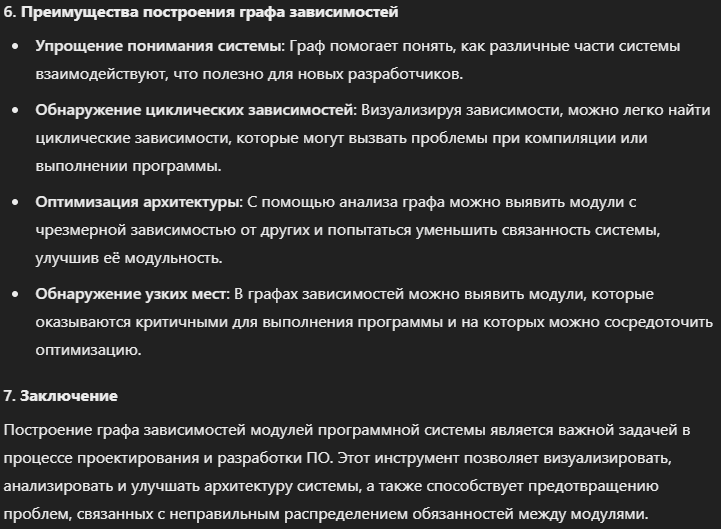 6. Преимущества построения графа зависимостей
• Упрощение понимания системы: Граф помогает понять, как различные части системы
взаимодействуют, что полезно для новых разработчиков.
• Обнаружение циклических зависимостей: Визуализируя зависимости, можно легко найти
циклические зависимости, которые могут вызвать проблемы при компиляции или
выполнении программы.
• Оптимизация архитектуры: С помощью анализа графа можно выявить модули с
чрезмерной зависимостью от других и попытаться уменьшить связанность системы,
улучшив её модульность.
• Обнаружение узких мест: В графах зависимостей можно выявить модули, которые
оказываются критичными для выполнения программы и на которых можно сосредоточить
оптимизацию.
7. Заключение
Построение графа зависимостей модулей программной системы является важной задачей в
процессе проектирования и разработки ПО. Этот инструмент позволяет визуализировать,
анализировать и улучшать архитектуру системы, а также способствует предотвращению
проблем, связанных с неправильным распределением обязанностей между модулями.